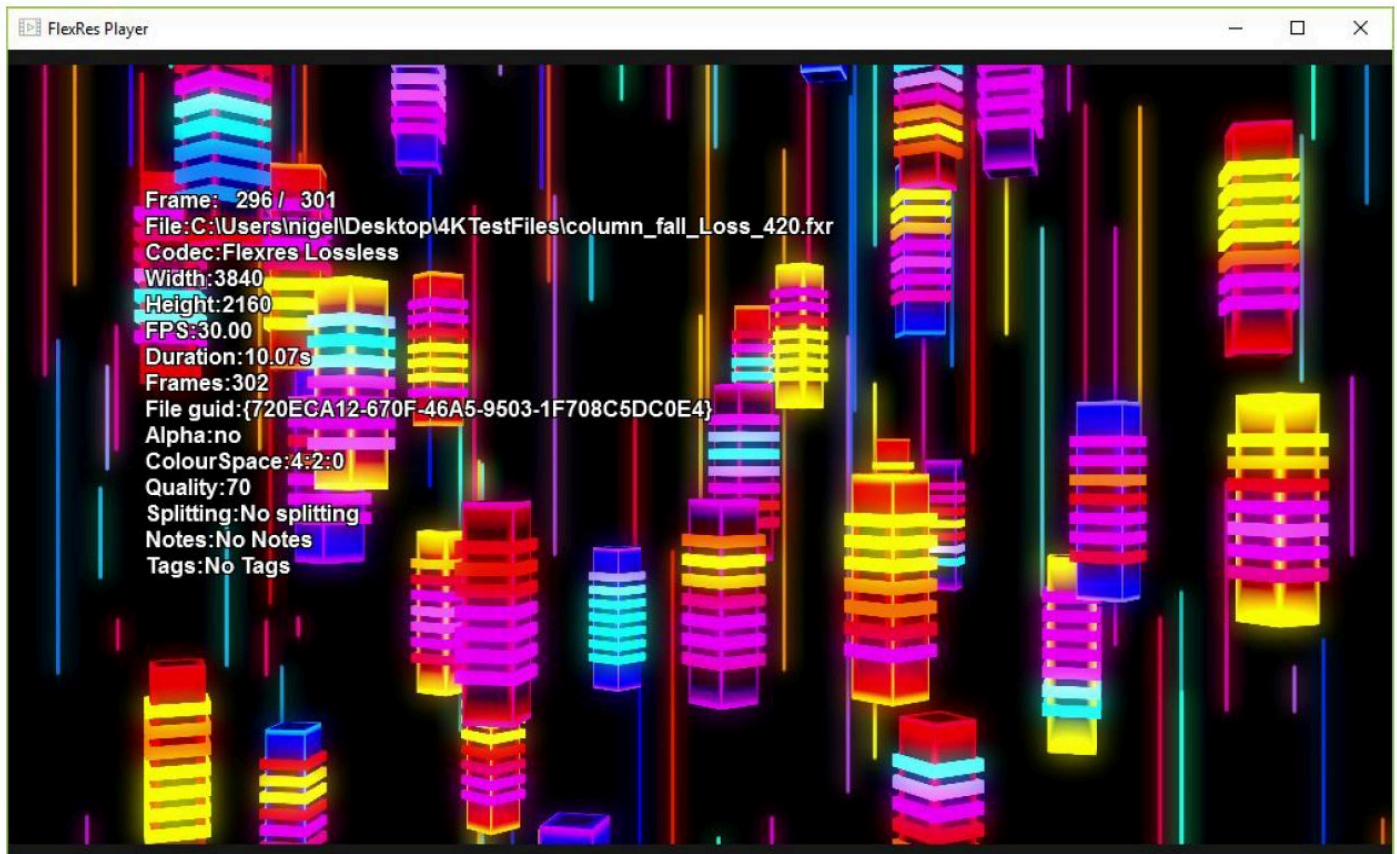 FlexRes Player
Frame: 296 / 301
File:C:\Users\nigel\Desktop\4KTestFiles\column_fall_Loss_420.fxr
Codec:Flexres Lossless
Width:3840
Height:2160
FPS:30.00
Duration:10.07s
Frames:302
File guid:{720ECA12-670F-46A5-9503-1F708C5DC0E4}
Alpha:no
ColourSpace:4:2:0
Quality:70
Splitting:No splitting
Notes:No Notes
Tags:No Tags